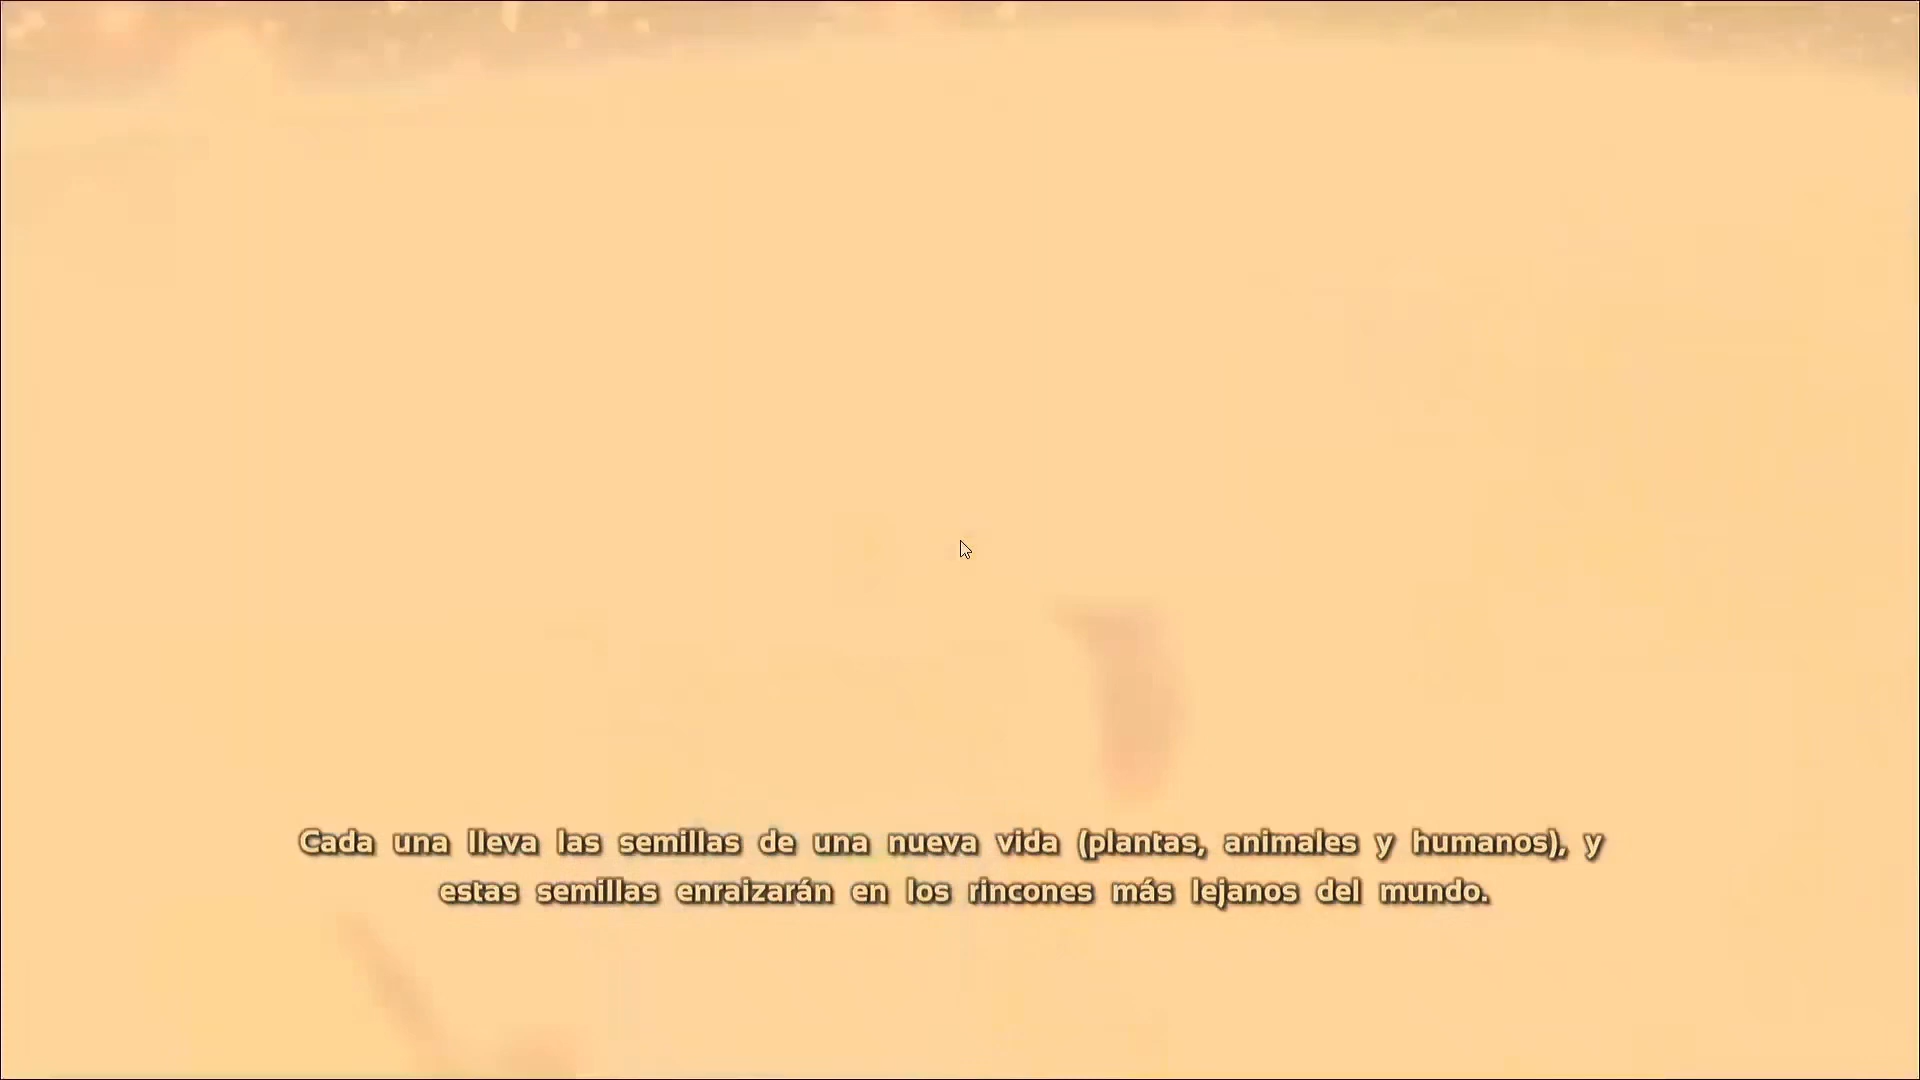 Cada una lleva las semillas de una nueva vida (plantas, animales y humanos), y
estas semillas enraizarán en los rincones más lejanos del mundo.